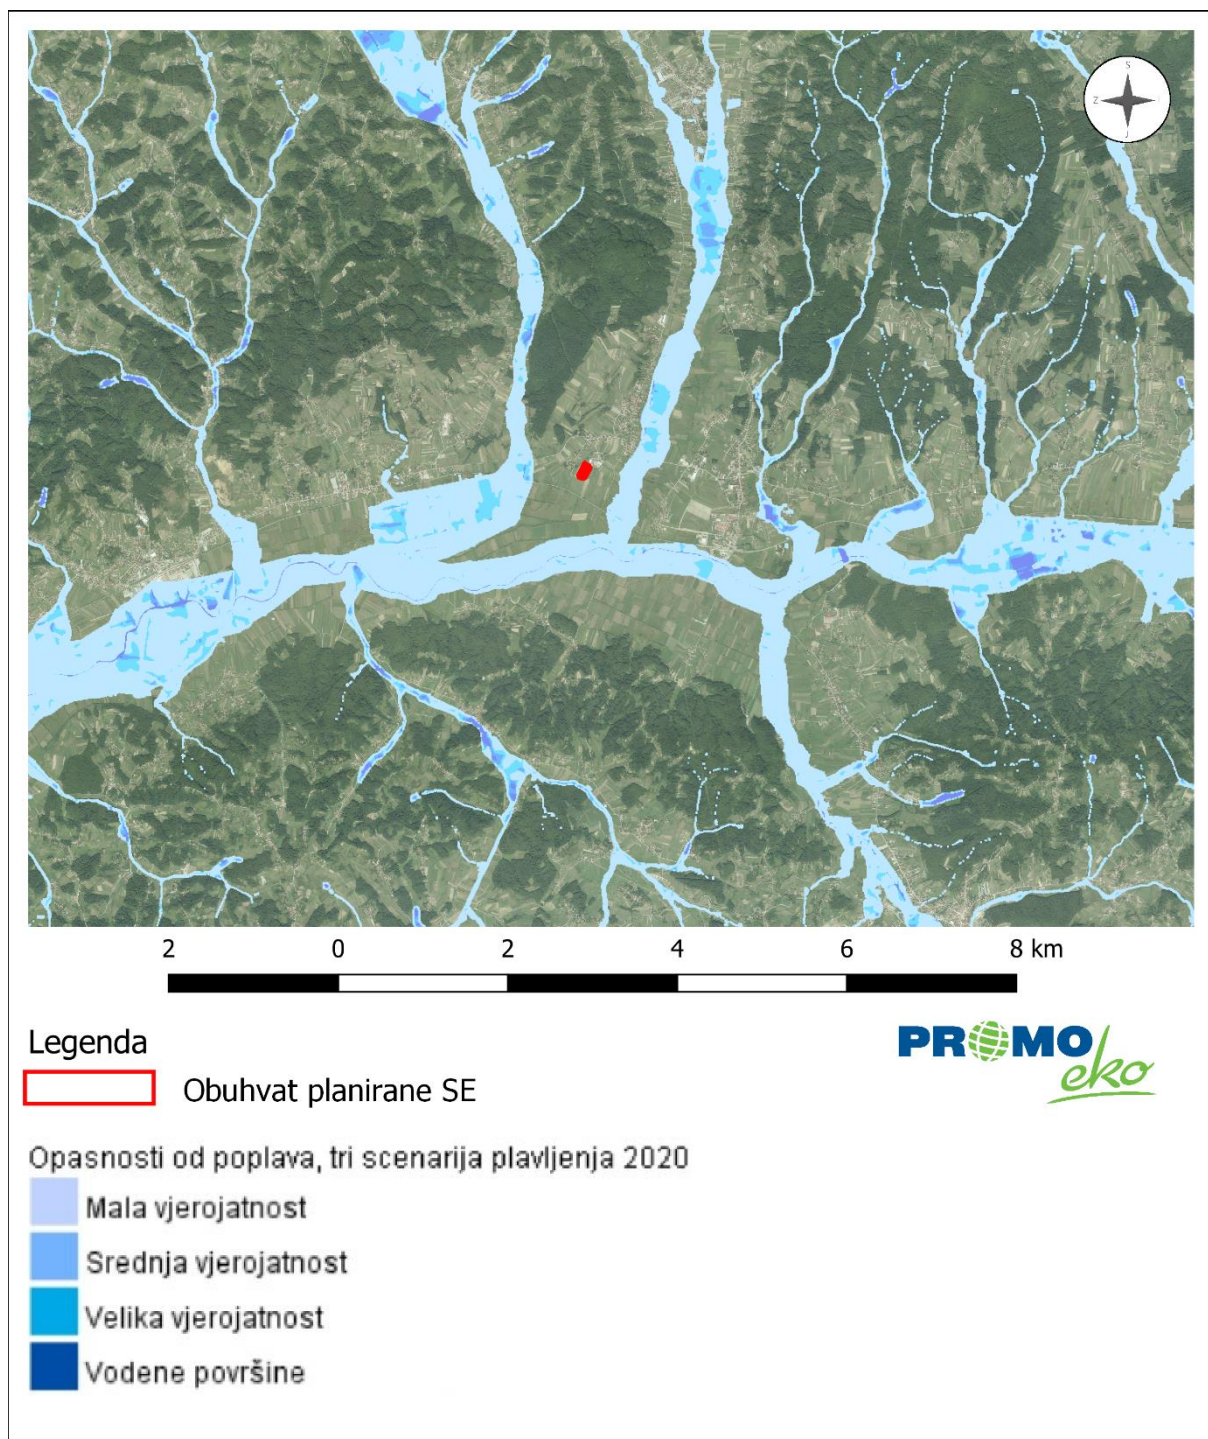 S
Z
J
2 0 2 4 6 8 km
Legenda
PROMO
eko
Obuhvat planirane SE
Opasnosti od poplava, tri scenarija plavljenja 2020
Mala vjerojatnost
Srednja vjerojatnost
Velika vjerojatnost
Vodene površine